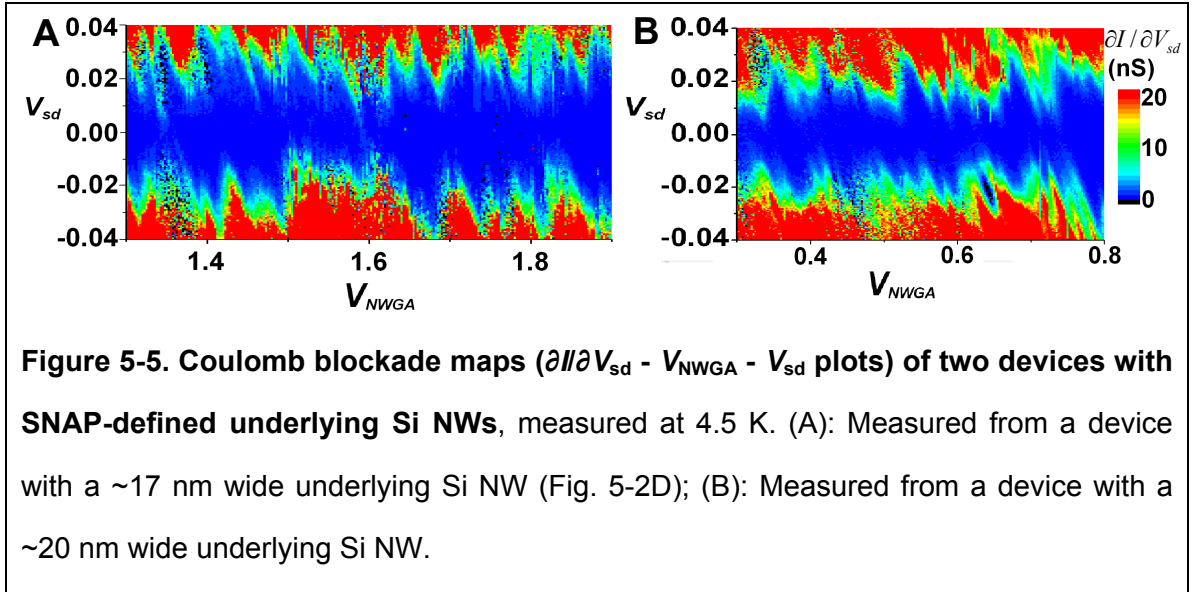 A
B
0.04
0.02
V_sd 0.00
-0.02
-0.04
1.4 1.6 1.8
V_NWGA
0.04
0.02
V_sd 0.00
-0.02
-0.04
0.4 0.6 0.8
V_NWGA
∂I / ∂V_sd
(nS)
20
10
0
Figure 5-5. Coulomb blockade maps (∂I/∂V_sd - V_NWGA - V_sd plots) of two devices with
SNAP-defined underlying Si NWs, measured at 4.5 K. (A): Measured from a device
with a ~17 nm wide underlying Si NW (Fig. 5-2D); (B): Measured from a device with a
~20 nm wide underlying Si NW.